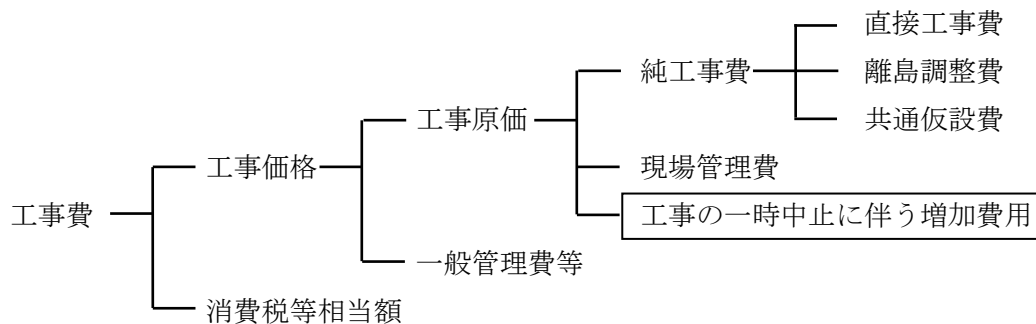 直接工事費
純工事費
離島調整費
工事原価
共通仮設費
工事価格
現場管理費
工事費
工事の一時中止に伴う増加費用
一般管理費等
消費税等相当額